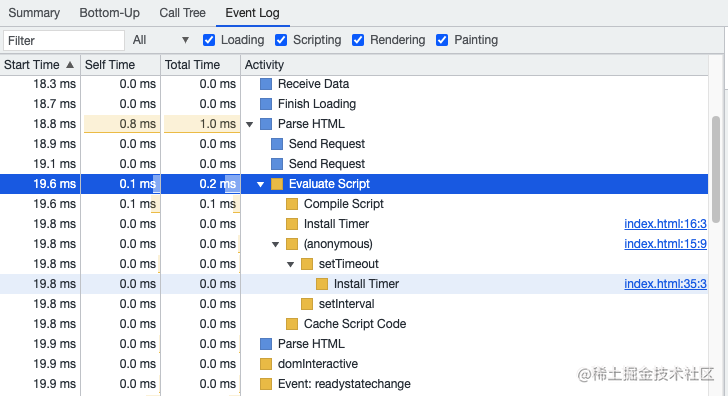 Summary Bottom-Up Call Tree Event Log
Filter All Loading Scripting Rendering Painting
Start Time Self Time Total Time Activity
18.3 ms 0.0 ms 0.0 ms Receive Data
18.7 ms 0.0 ms 0.0 ms Finish Loading
18.8 ms 0.8 ms 1.0 ms Parse HTML
18.9 ms 0.0 ms 0.0 ms Send Request
19.1 ms 0.0 ms 0.0 ms Send Request
19.6 ms 0.1 ms 0.2 ms Evaluate Script
19.6 ms 0.1 ms 0.1 ms Compile Script
19.8 ms 0.0 ms 0.0 ms Install Timer index.html:16:3
19.8 ms 0.0 ms 0.0 ms (anonymous) index.html:15:9
19.8 ms 0.0 ms 0.0 ms setTimeout
19.8 ms 0.0 ms 0.0 ms Install Timer index.html:35:3
19.8 ms 0.0 ms 0.0 ms setInterval
19.8 ms 0.0 ms 0.0 ms Cache Script Code
19.9 ms 0.0 ms 0.0 ms Parse HTML
19.9 ms 0.0 ms 0.0 ms domInteractive
19.9 ms 0.0 ms 0.0 ms Event: readystatechange
@稀土掘金技术社区